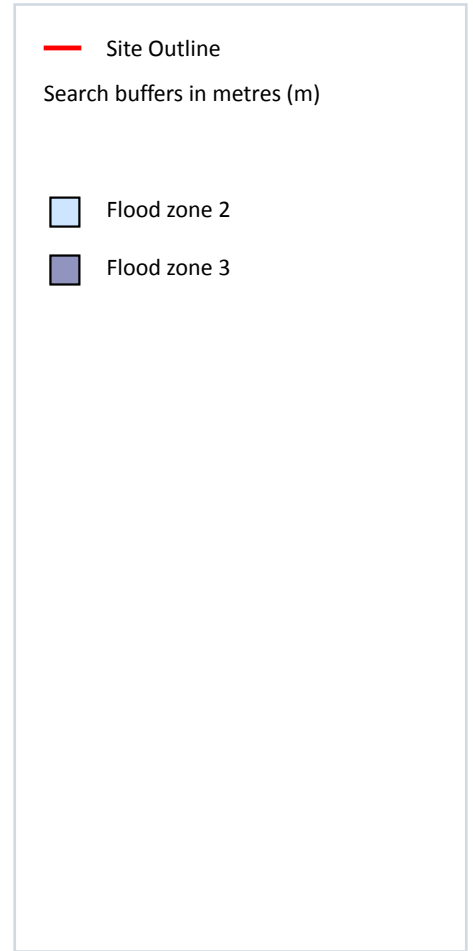 Site Outline
Search buffers in metres (m)
Flood zone 2
Flood zone 3